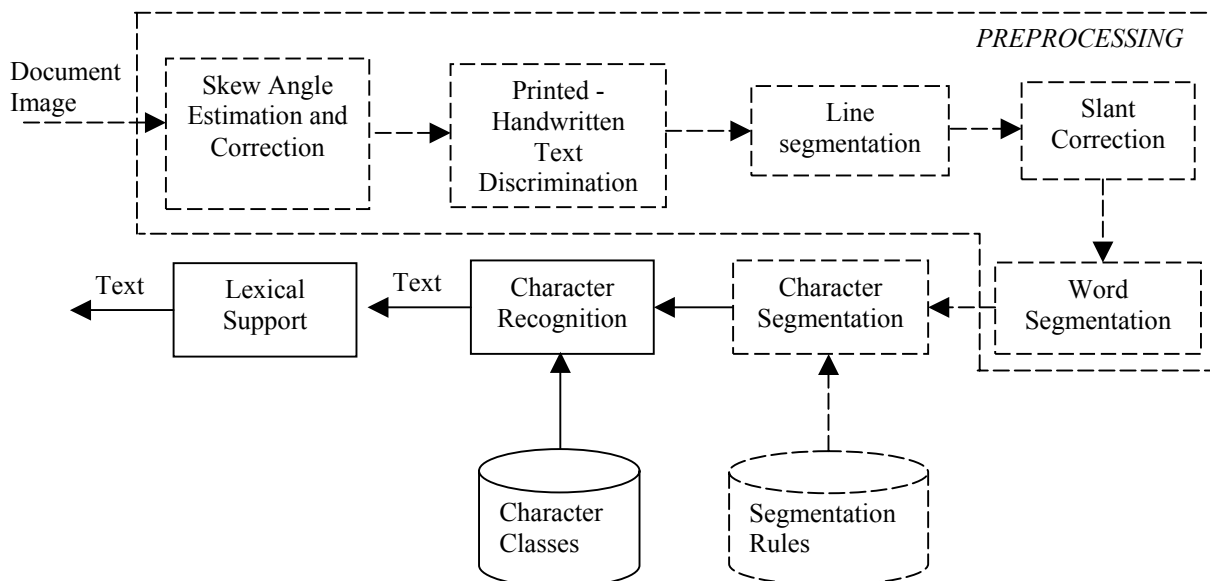 PREPROCESSING
Document
Image
Skew Angle
Estimation and
Correction
Printed -
Handwritten
Text
Discrimination
Line
segmentation
Slant
Correction
Text
Lexical
Support
Text
Character
Recognition
Character
Segmentation
Word
Segmentation
Character
Classes
Segmentation
Rules